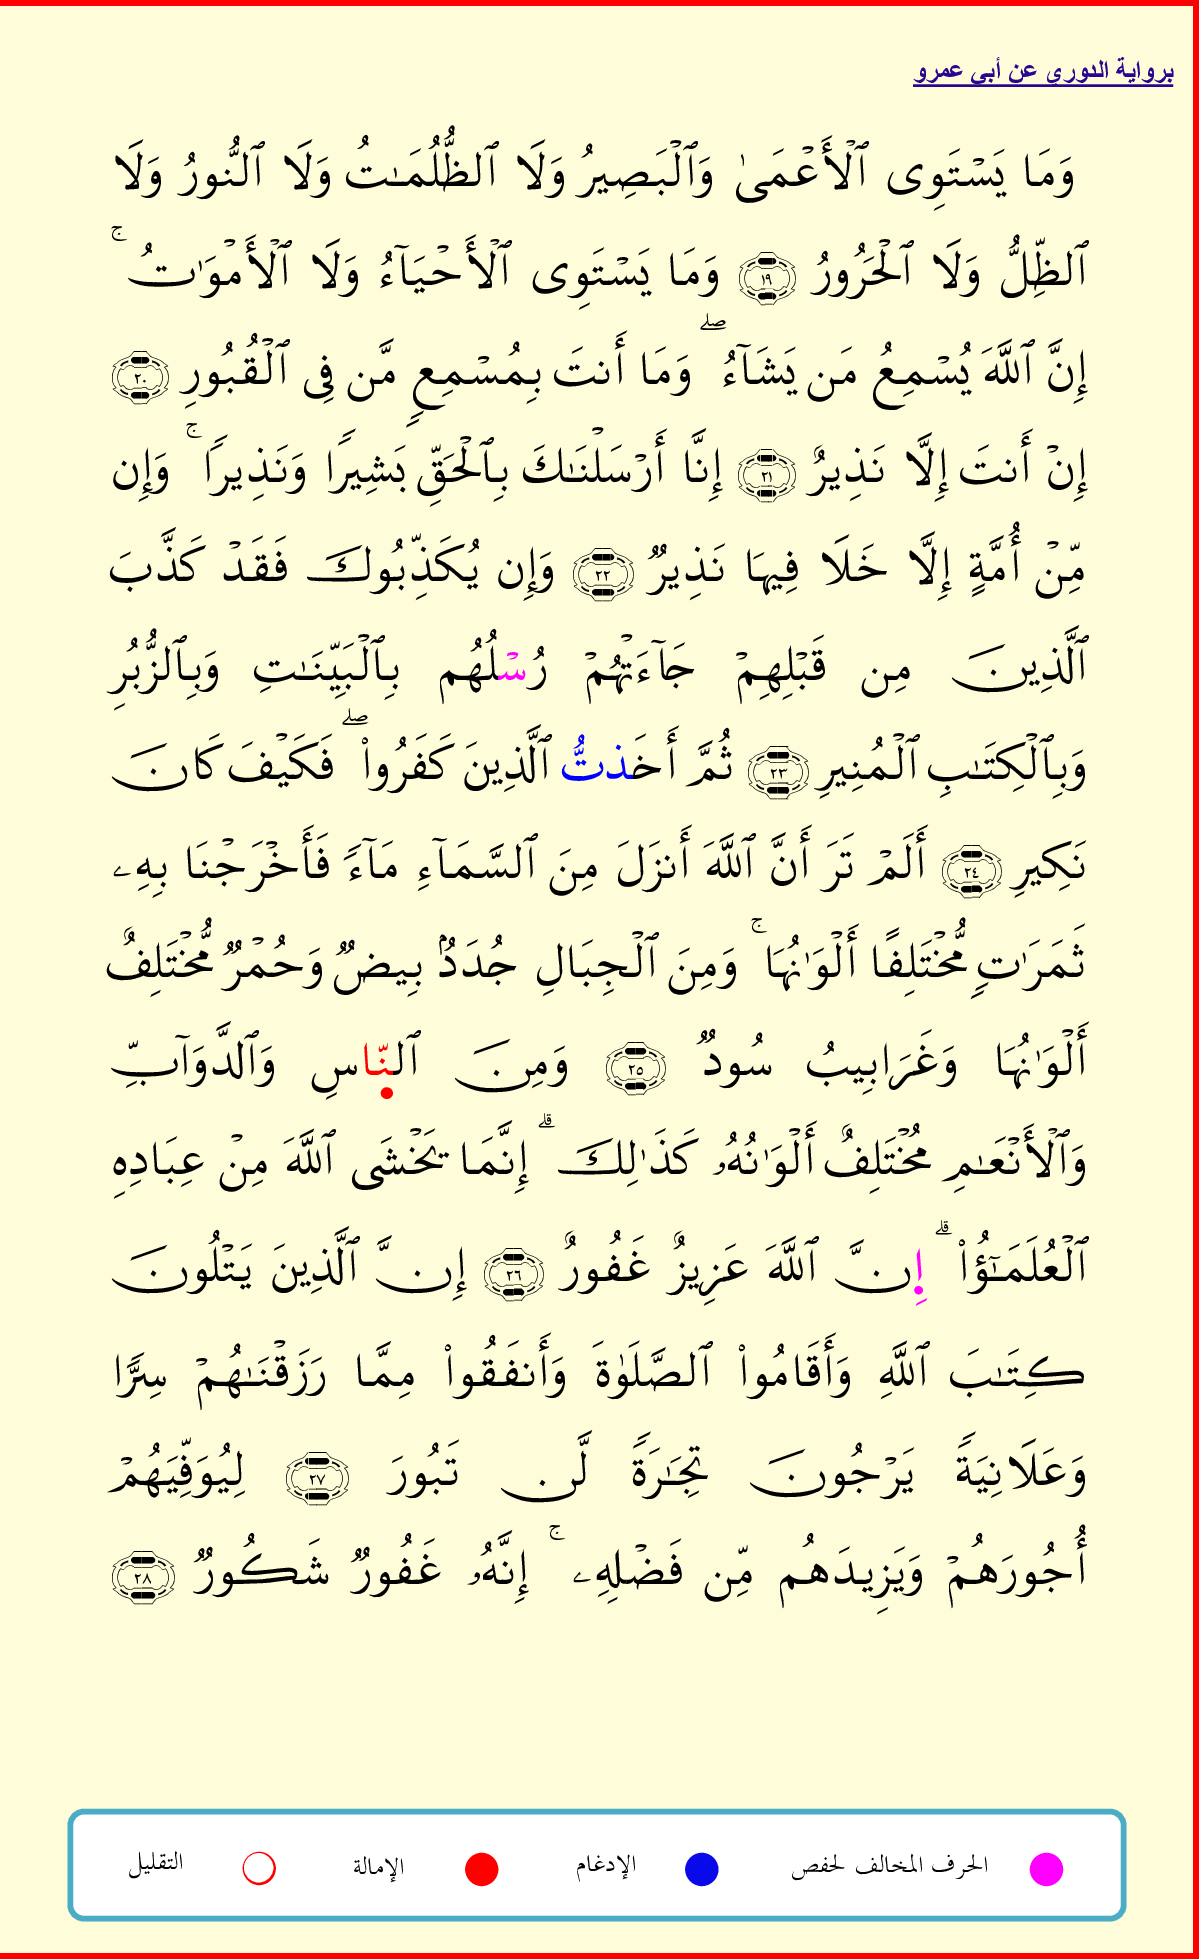 برواية الدوري عن أبي عمرو
وَمَا يَسْتَوِى ٱلْأَعْمَىٰ وَٱلْبَصِيرُ وَلَا ٱلظُّلُمَـٰتُ وَلَا ٱلنُّورُ وَلَا
ٱلظِّلُّ وَلَا ٱلْحَرُورُ ١٩ وَمَا يَسْتَوِى ٱلْأَحْيَآءُ وَلَا ٱلْأَمْوَٰتُ ۚ
إِنَّ ٱللَّهَ يُسْمِعُ مَن يَشَآءُ ۖ وَمَا أَنتَ بِمُسْمِعٍ مَّن فِى ٱلْقُبُورِ ٢٠
إِنْ أَنتَ إِلَّا نَذِيرٌ ٢١ إِنَّا أَرْسَلْنَـٰكَ بِٱلْحَقِّ بَشِيرًا وَنَذِيرًا ۚ وَإِن
مِّنْ أُمَّةٍ إِلَّا خَلَا فِيهَا نَذِيرٌ ٢٢ وَإِن يُكَذِّبُوكَ فَقَدْ كَذَّبَ
ٱلَّذِينَ مِن قَبْلِهِمْ جَآءَتْهُمْ رُسْلُهُم بِٱلْبَيِّنَـٰتِ وَبِٱلزُّبُرِ
وَبِٱلْكِتَـٰبِ ٱلْمُنِيرِ ٢٣ ثُمَّ أَخَذتُّ ٱلَّذِينَ كَفَرُوا۟ ۖ فَكَيْفَ كَانَ
نَكِيرِ ٢٤ أَلَمْ تَرَ أَنَّ ٱللَّهَ أَنزَلَ مِنَ ٱلسَّمَآءِ مَآءً فَأَخْرَجْنَا بِهِۦ
ثَمَرَٰتٍ مُّخْتَلِفًا أَلْوَٰنُهَا ۚ وَمِنَ ٱلْجِبَالِ جُدَدٌۢ بِيضٌ وَحُمْرٌ مُّخْتَلِفٌ
أَلْوَٰنُهَا وَغَرَابِيبُ سُودٌ ٢٥ وَمِنَ ٱلنَّاسِ وَٱلدَّوَآبِّ
وَٱلْأَنْعَـٰمِ مُخْتَلِفٌ أَلْوَٰنُهُۥ كَذَٰلِكَ ۗ إِنَّمَا يَخْشَى ٱللَّهَ مِنْ عِبَادِهِ
ٱلْعُلَمَـٰٓؤُا۟ ۗ إِنَّ ٱللَّهَ عَزِيزٌ غَفُورٌ ٢٦ إِنَّ ٱلَّذِينَ يَتْلُونَ
كِتَـٰبَ ٱللَّهِ وَأَقَامُوا۟ ٱلصَّلَوٰةَ وَأَنفَقُوا۟ مِمَّا رَزَقْنَـٰهُمْ سِرًّا
وَعَلَانِيَةً يَرْجُونَ تِجَـٰرَةً لَّن تَبُورَ ٢٧ لِيُوَفِّيَهُمْ
أُجُورَهُمْ وَيَزِيدَهُم مِّن فَضْلِهِۦ ۚ إِنَّهُۥ غَفُورٌ شَكُورٌ ٢٨
الحرف المخالف لحفص الإدغام الإمالة التقليل